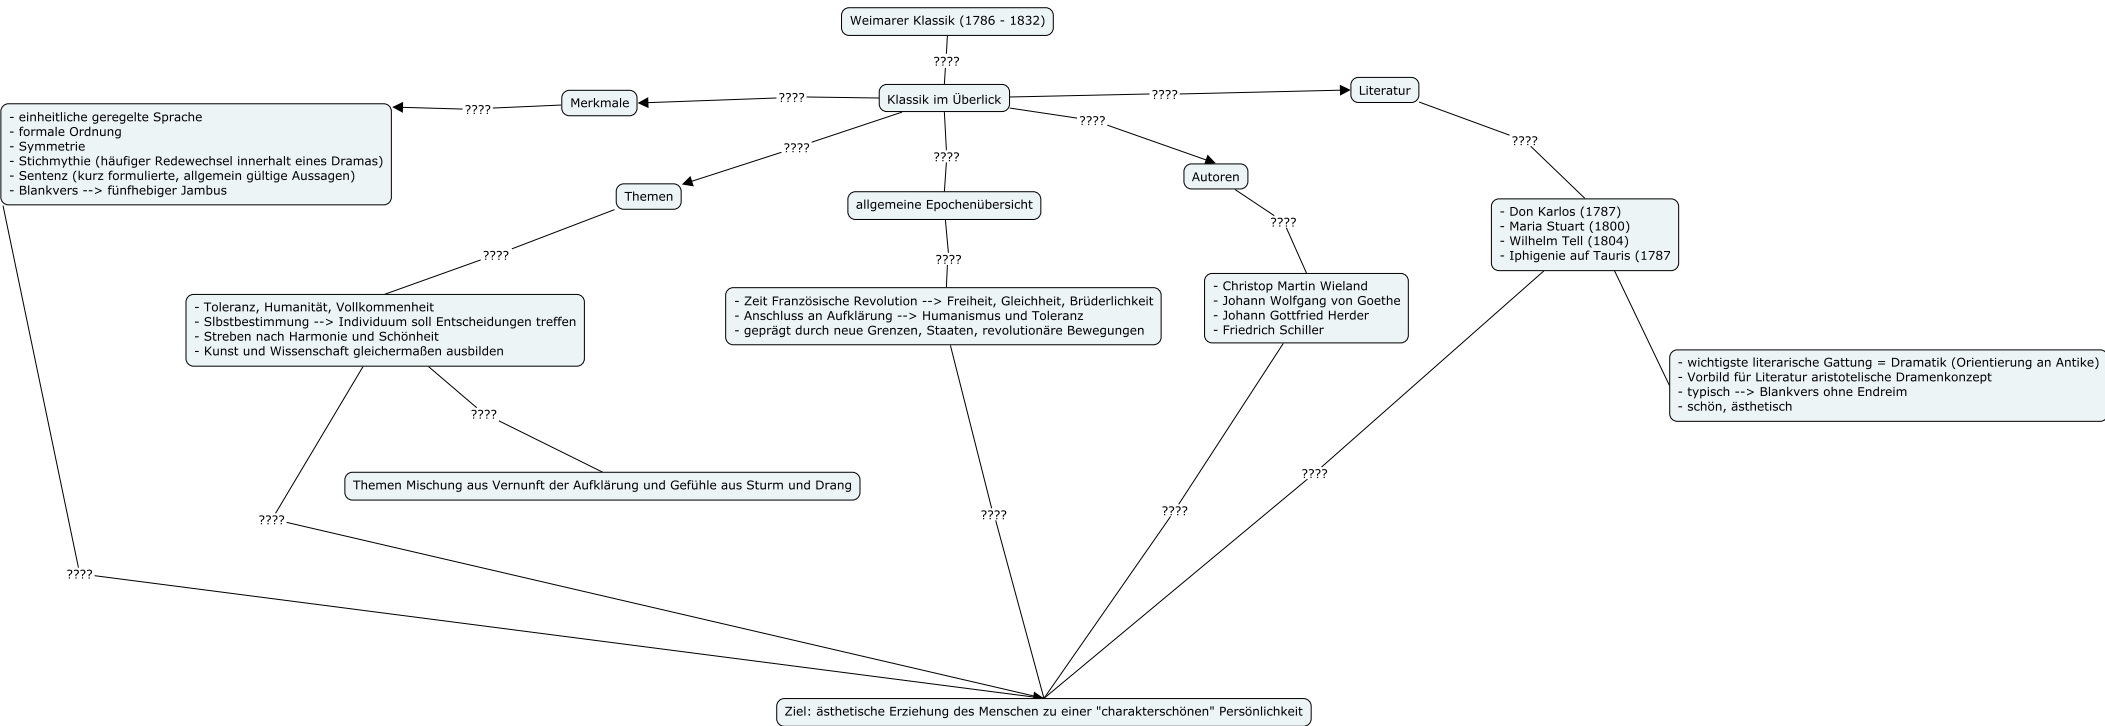 Weimarer Klassik (1786 - 1832)
????
Klassik im Überlick
????
Merkmale
????
- einheitliche geregelte Sprache
- formale Ordnung
- Symmetrie
- Stichmythie (häufiger Redewechsel innerhalt eines Dramas)
- Sentenz (kurz formulierte, allgemein gültige Aussagen)
- Blankvers --> fünfhebiger Jambus
????
Themen
????
- Toleranz, Humanität, Vollkommenheit
- Slbstbestimmung --> Individuum soll Entscheidungen treffen
- Streben nach Harmonie und Schönheit
- Kunst und Wissenschaft gleichermaßen ausbilden
????
Themen Mischung aus Vernunft der Aufklärung und Gefühle aus Sturm und Drang
????
allgemeine Epochenübersicht
????
- Zeit Französische Revolution --> Freiheit, Gleichheit, Brüderlichkeit
- Anschluss an Aufklärung --> Humanismus und Toleranz
- geprägt durch neue Grenzen, Staaten, revolutionäre Bewegungen
????
Autoren
????
- Christop Martin Wieland
- Johann Wolfgang von Goethe
- Johann Gottfried Herder
- Friedrich Schiller
????
Literatur
????
- Don Karlos (1787)
- Maria Stuart (1800)
- Wilhelm Tell (1804)
- Iphigenie auf Tauris (1787
- wichtigste literarische Gattung = Dramatik (Orientierung an Antike)
- Vorbild für Literatur aristotelische Dramenkonzept
- typisch --> Blankvers ohne Endreim
- schön, ästhetisch
????
????
????
????
????
Ziel: ästhetische Erziehung des Menschen zu einer "charakterschönen" Persönlichkeit